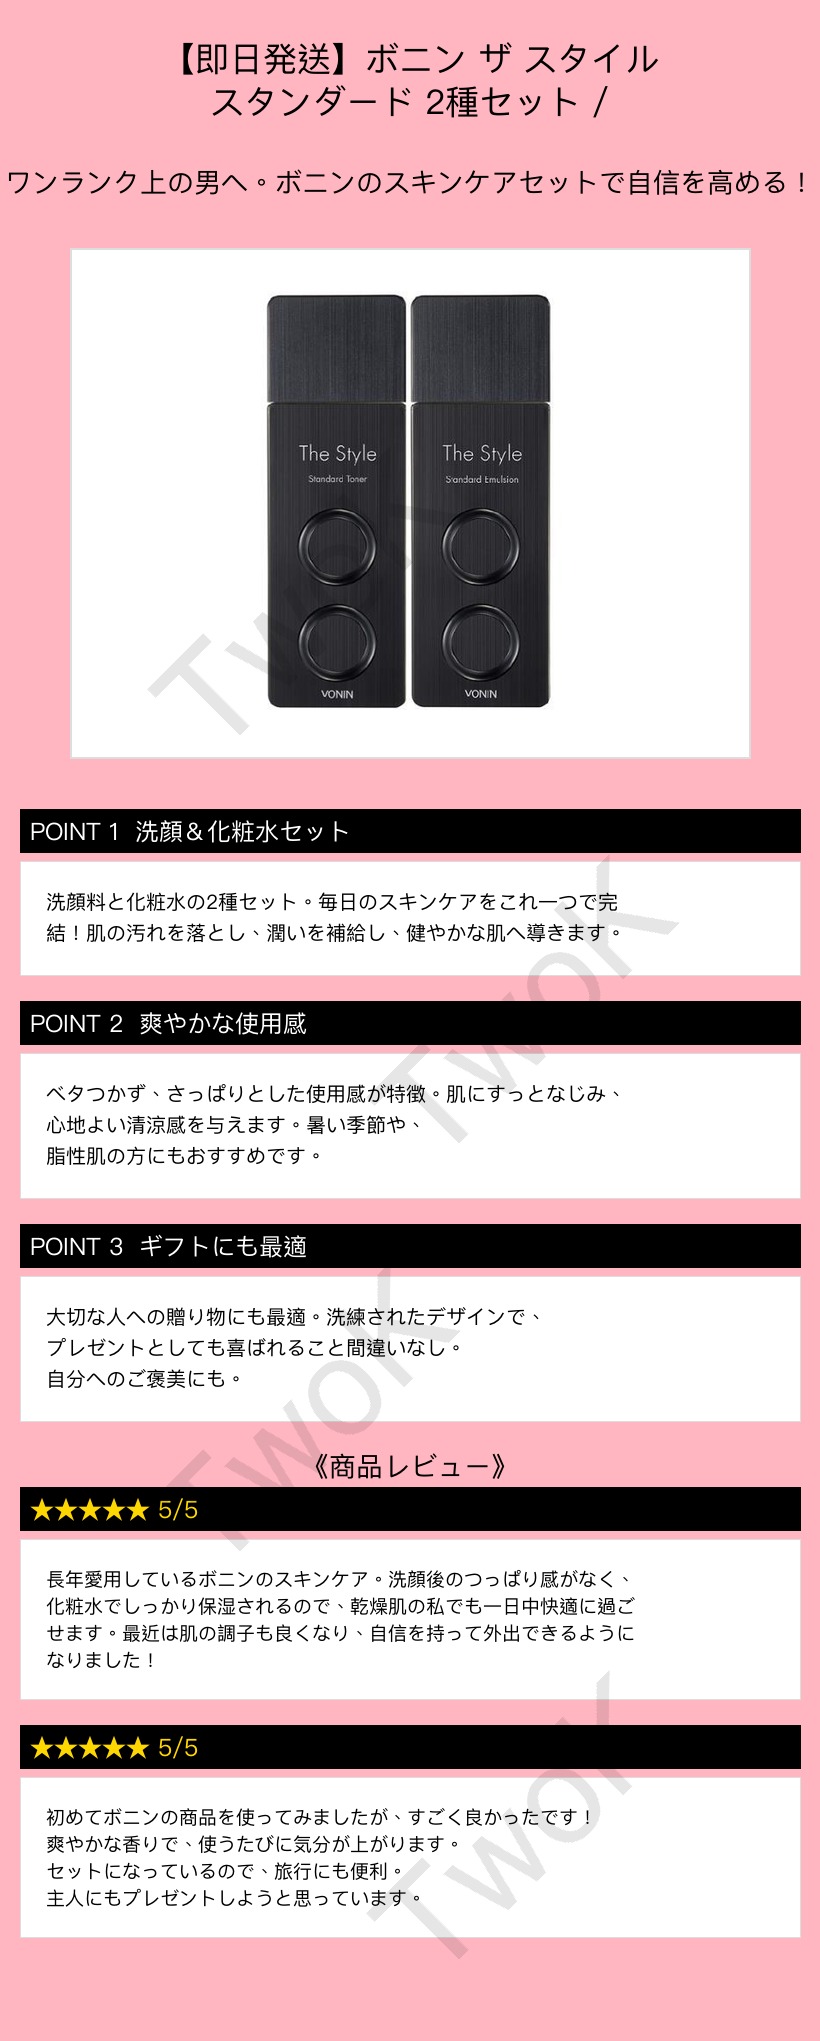 【即日発送】ボニン ザ スタイル
スタンダード 2種セット /
ワンランク上の男へ。ボニンのスキンケアセットで自信を高める！
The Style
Standard Toner
VONIN
The Style
Standard Emulsion
VONIN
TwoK
POINT 1 洗顔＆化粧水セット
洗顔料と化粧水の2種セット。毎日のスキンケアをこれ一つで完
結！肌の汚れを落とし、潤いを補給し、健やかな肌へ導きます。
TwoK
POINT 2 爽やかな使用感
ベタつかず、さっぱりとした使用感が特徴。肌にすっとなじみ、
心地よい清涼感を与えます。暑い季節や、
脂性肌の方にもおすすめです。
POINT 3 ギフトにも最適
大切な人への贈り物にも最適。洗練されたデザインで、
プレゼントとしても喜ばれること間違いなし。
自分へのご褒美にも。
TwoK
《商品レビュー》
★★★★★ 5/5
長年愛用しているボニンのスキンケア。洗顔後のつっぱり感がなく、
化粧水でしっかり保湿されるので、乾燥肌の私でも一日中快適に過ご
せます。最近は肌の調子も良くなり、自信を持って外出できるように
なりました！
★★★★★ 5/5
初めてボニンの商品を使ってみましたが、すごく良かったです！
爽やかな香りで、使うたびに気分が上がります。
セットになっているので、旅行にも便利。
主人にもプレゼントしようと思っています。
TwoK